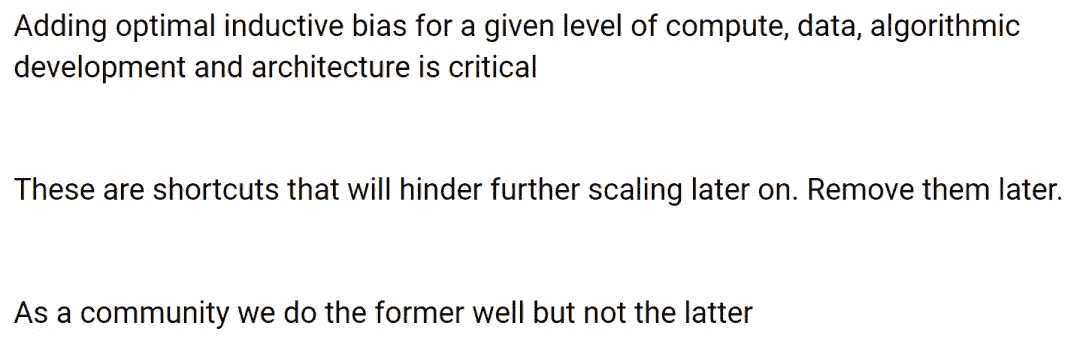 Adding optimal inductive bias for a given level of compute, data, algorithmic
development and architecture is critical
These are shortcuts that will hinder further scaling later on. Remove them later.
As a community we do the former well but not the latter